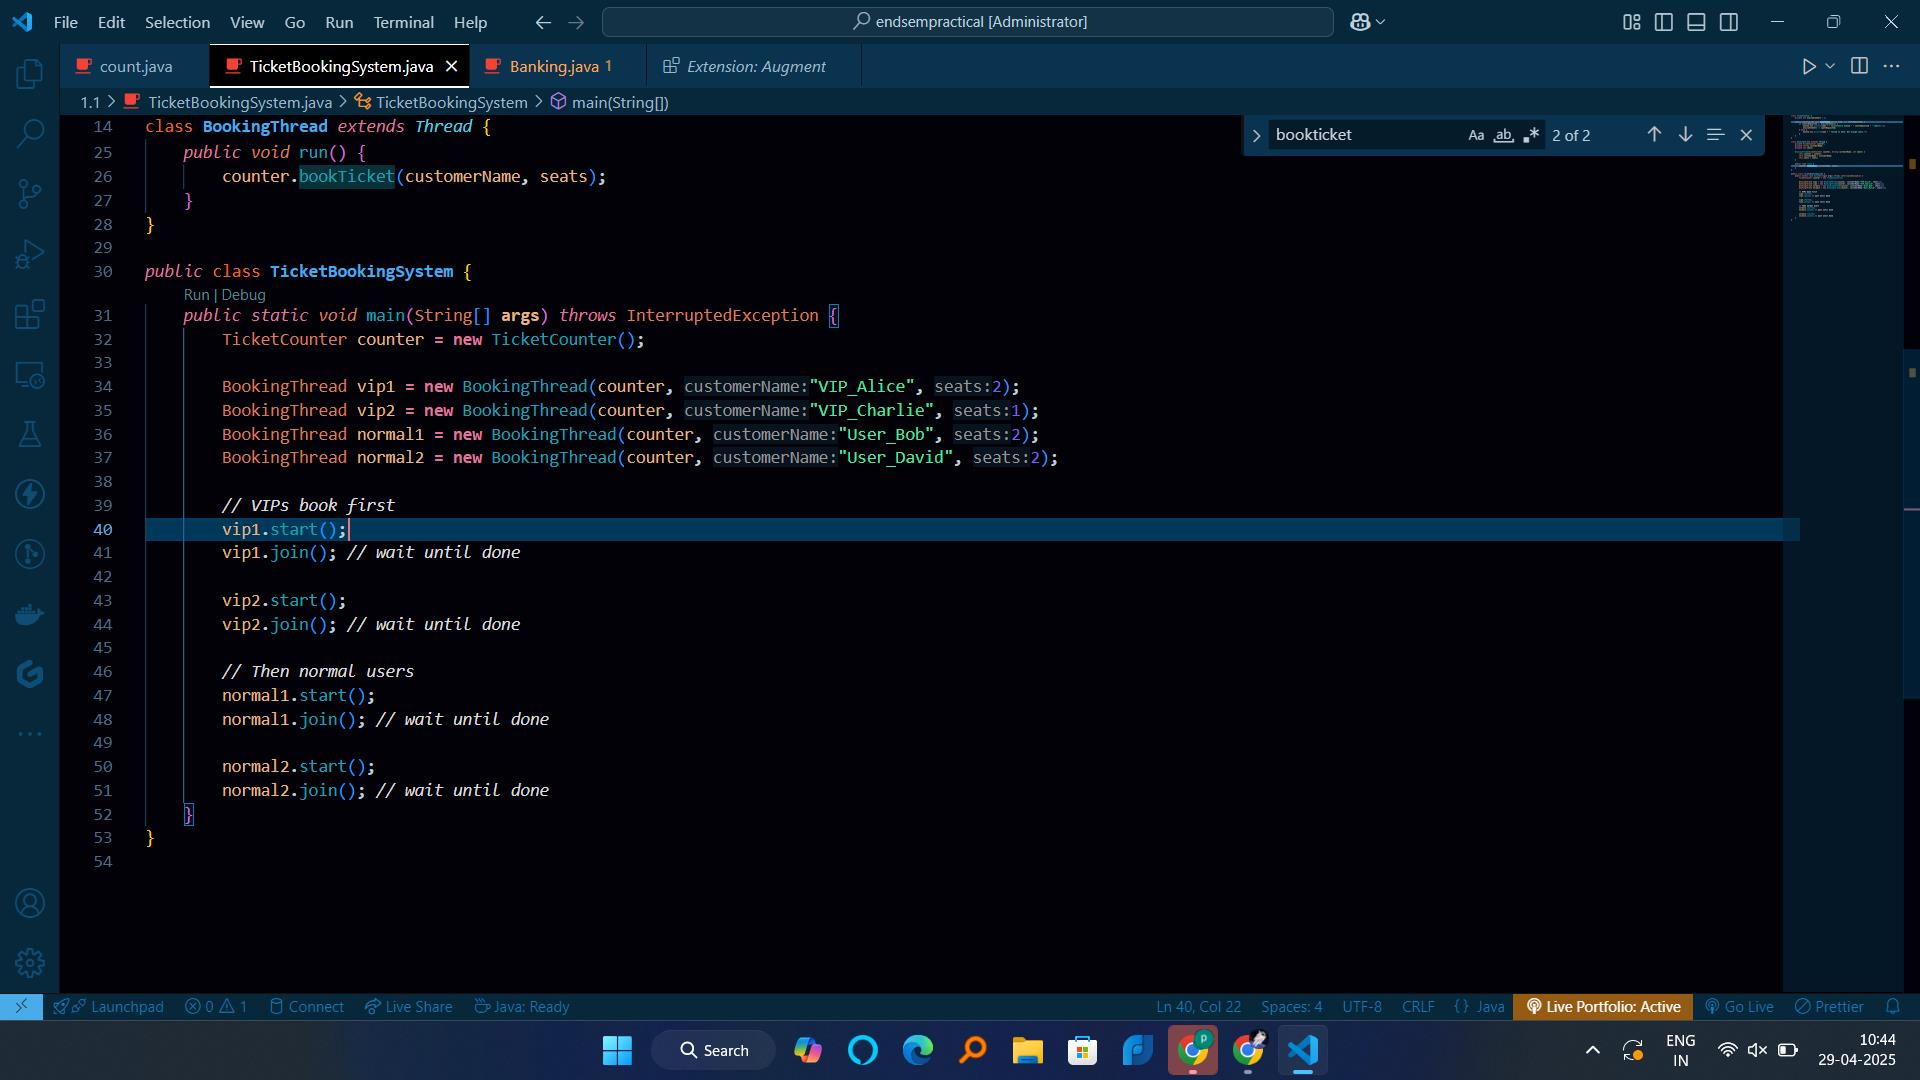 File Edit Selection View Go Run Terminal Help
endsempractical [Administrator]
count.java
TicketBookingSystem.java
Banking.java 1
Extension: Augment
1.1 > TicketBookingSystem.java > TicketBookingSystem > main(String[])
bookticket
Aa ab 2 of 2
14 class BookingThread extends Thread {
25 public void run() {
26 counter.bookTicket(customerName, seats);
27 }
28 }
29
30 public class TicketBookingSystem {
Run | Debug
31 public static void main(String[] args) throws InterruptedException {
32 TicketCounter counter = new TicketCounter();
33
34 BookingThread vip1 = new BookingThread(counter, customerName:"VIP_Alice", seats:2);
35 BookingThread vip2 = new BookingThread(counter, customerName:"VIP_Charlie", seats:1);
36 BookingThread normal1 = new BookingThread(counter, customerName:"User_Bob", seats:2);
37 BookingThread normal2 = new BookingThread(counter, customerName:"User_David", seats:2);
38
39 // VIPs book first
40 vip1.start();
41 vip1.join(); // wait until done
42
43 vip2.start();
44 vip2.join(); // wait until done
45
46 // Then normal users
47 normal1.start();
48 normal1.join(); // wait until done
49
50 normal2.start();
51 normal2.join(); // wait until done
52 }
53 }
54
Launchpad 0 1 Connect Live Share Java: Ready Ln 40, Col 22 Spaces: 4 UTF-8 CRLF {} Java Live Portfolio: Active Go Live Prettier
Search
ENG
IN
10:44
29-04-2025